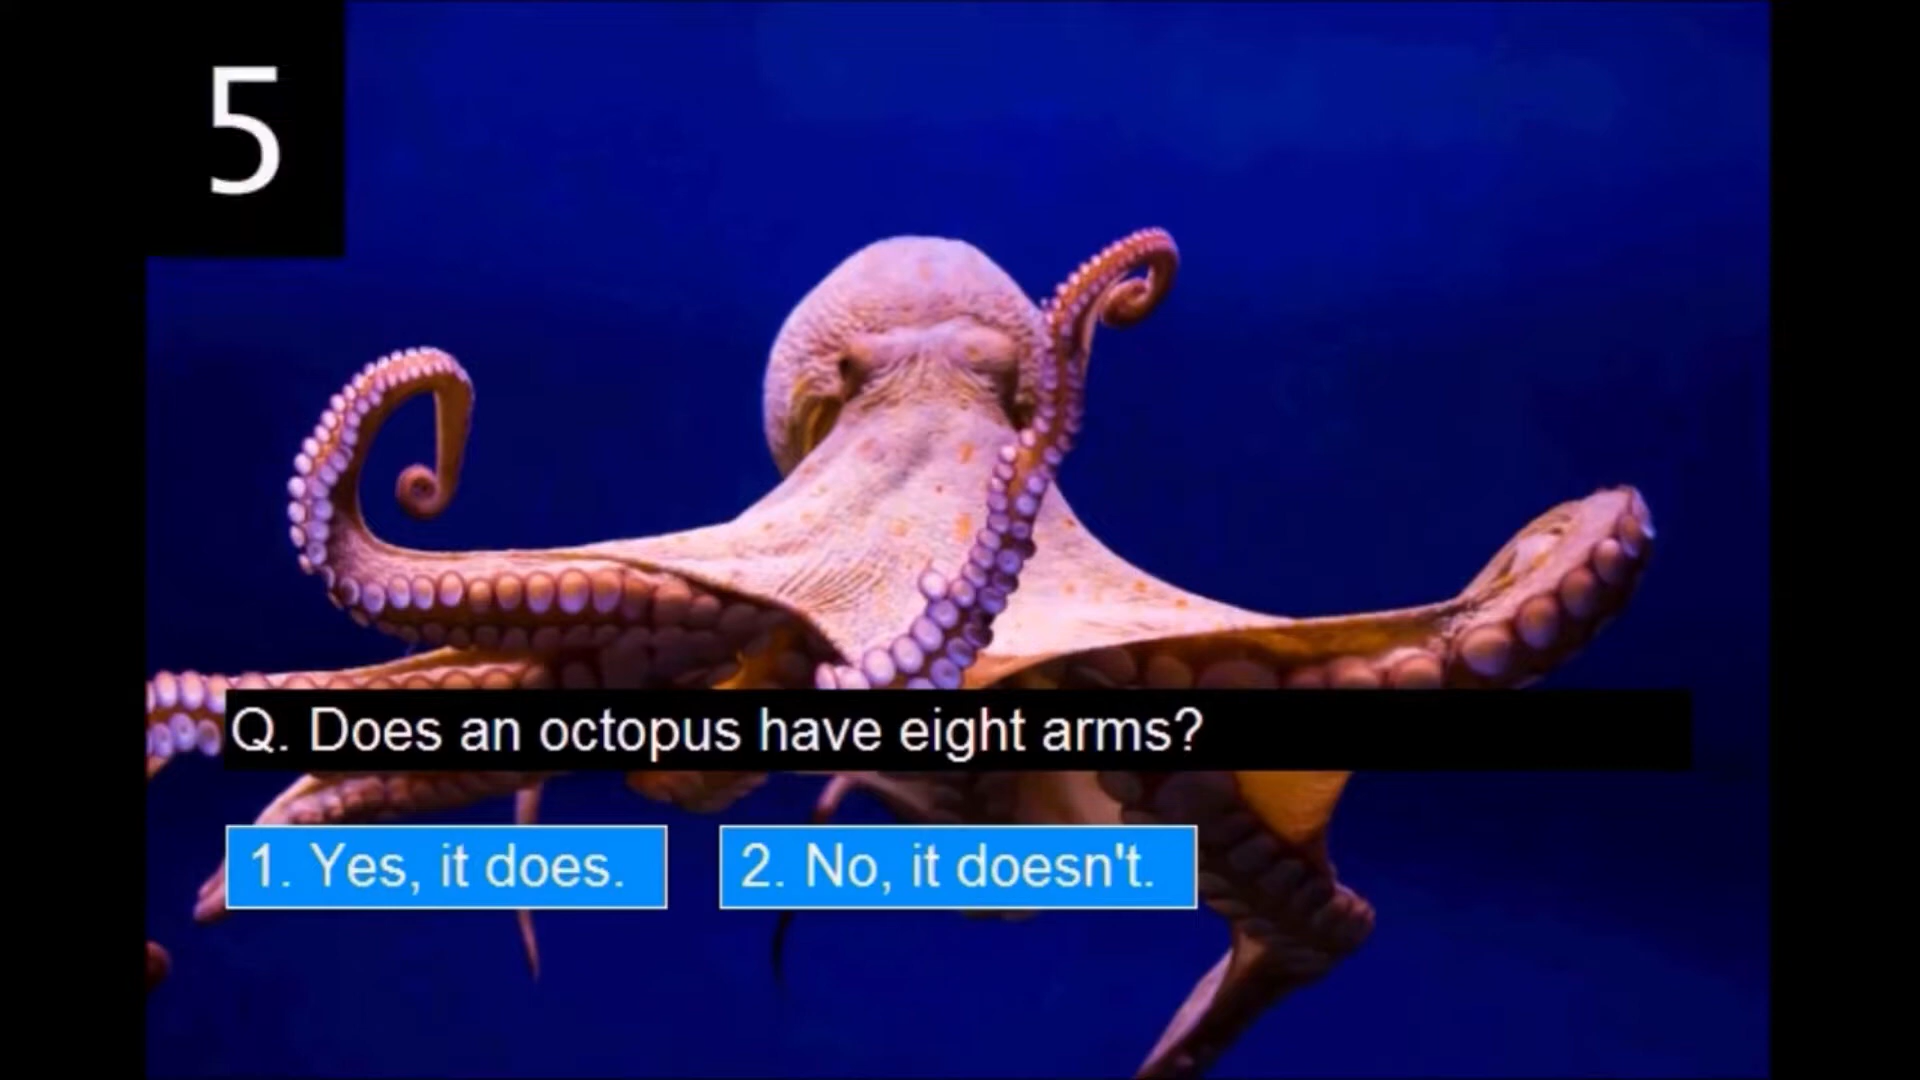 5
Q. Does an octopus have eight arms?
1. Yes, it does.
2. No, it doesn't.